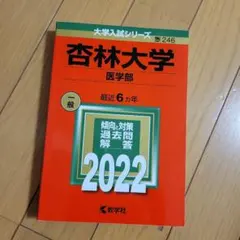 大学入試シリーズ
246
杏林大学
医学部
最近6カ年
一般
傾向と対策
過去問
解答
2022
教学社